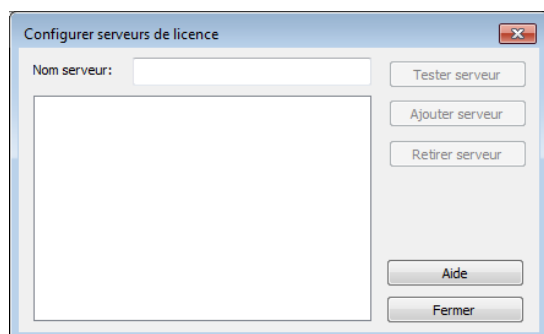 Configurer serveurs de licence
Nom serveur:
Tester serveur
Ajouter serveur
Retirer serveur
Aide
Fermer